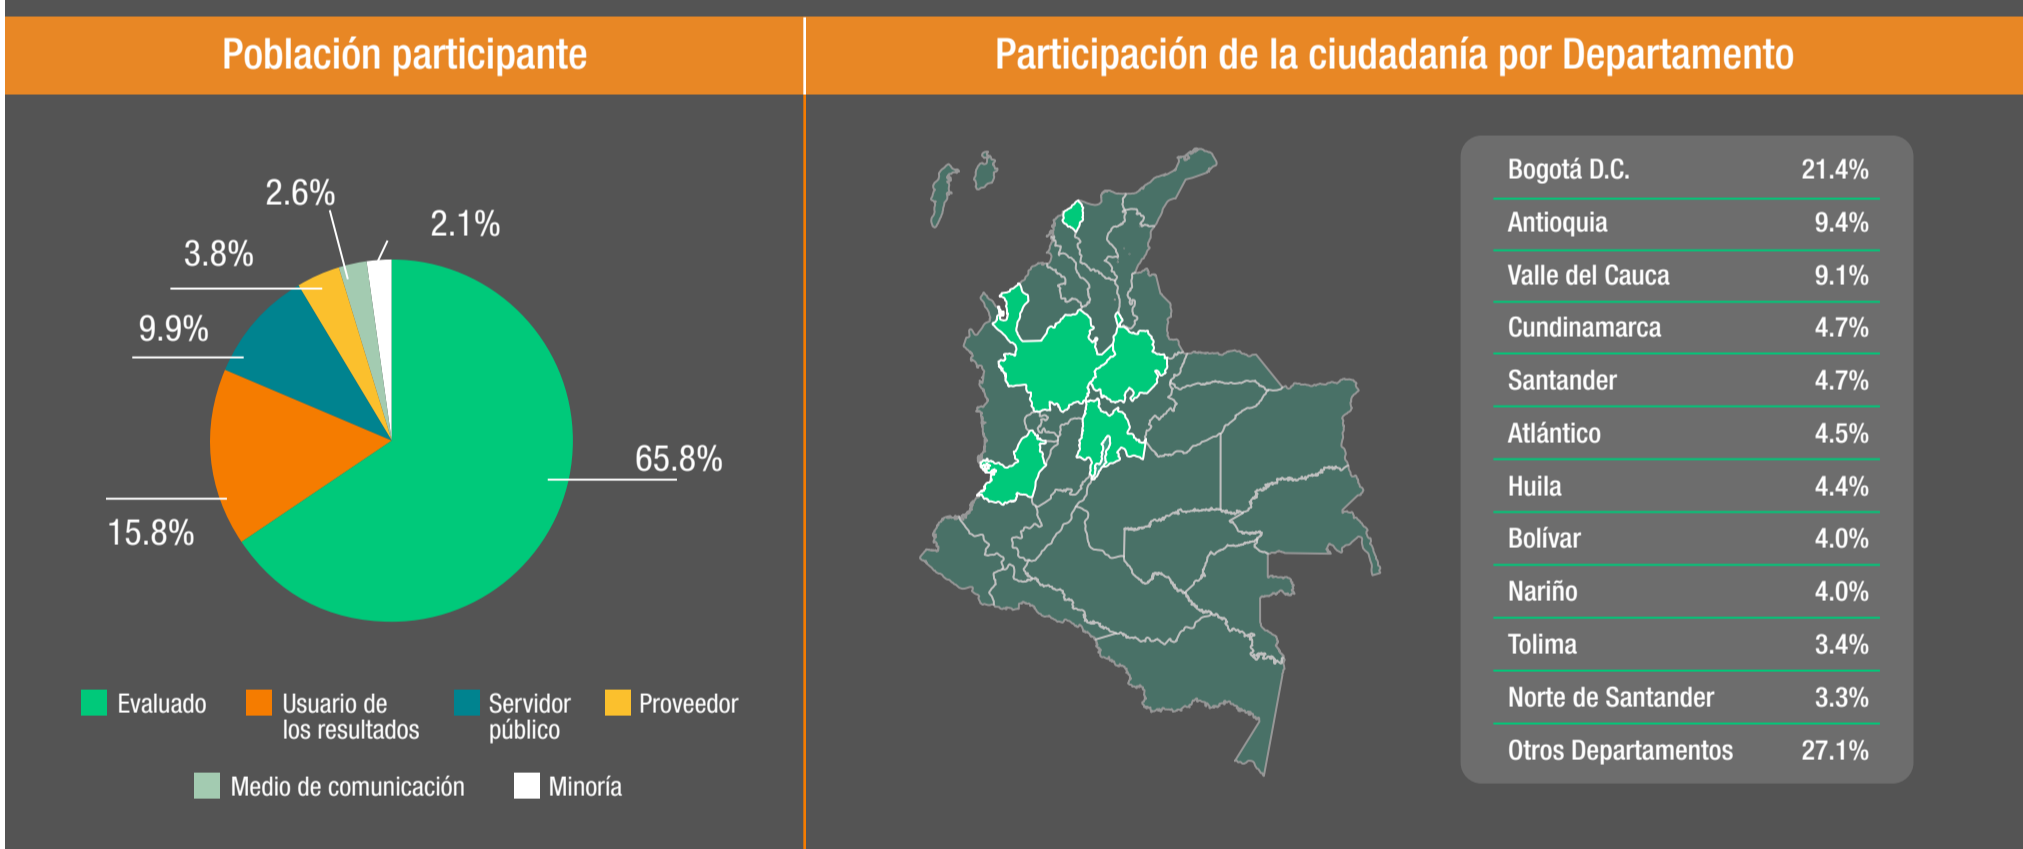 Población participante
2.6%
2.1%
3.8%
9.9%
65.8%
15.8%
Evaluado
Usuario de
los resultados
Servidor
público
Proveedor
Medio de comunicación
Minoría
Participación de la ciudadanía por Departamento
Bogotá D.C. 21.4%
Antioquia 9.4%
Valle del Cauca 9.1%
Cundinamarca 4.7%
Santander 4.7%
Atlántico 4.5%
Huila 4.4%
Bolívar 4.0%
Nariño 4.0%
Tolima 3.4%
Norte de Santander 3.3%
Otros Departamentos 27.1%